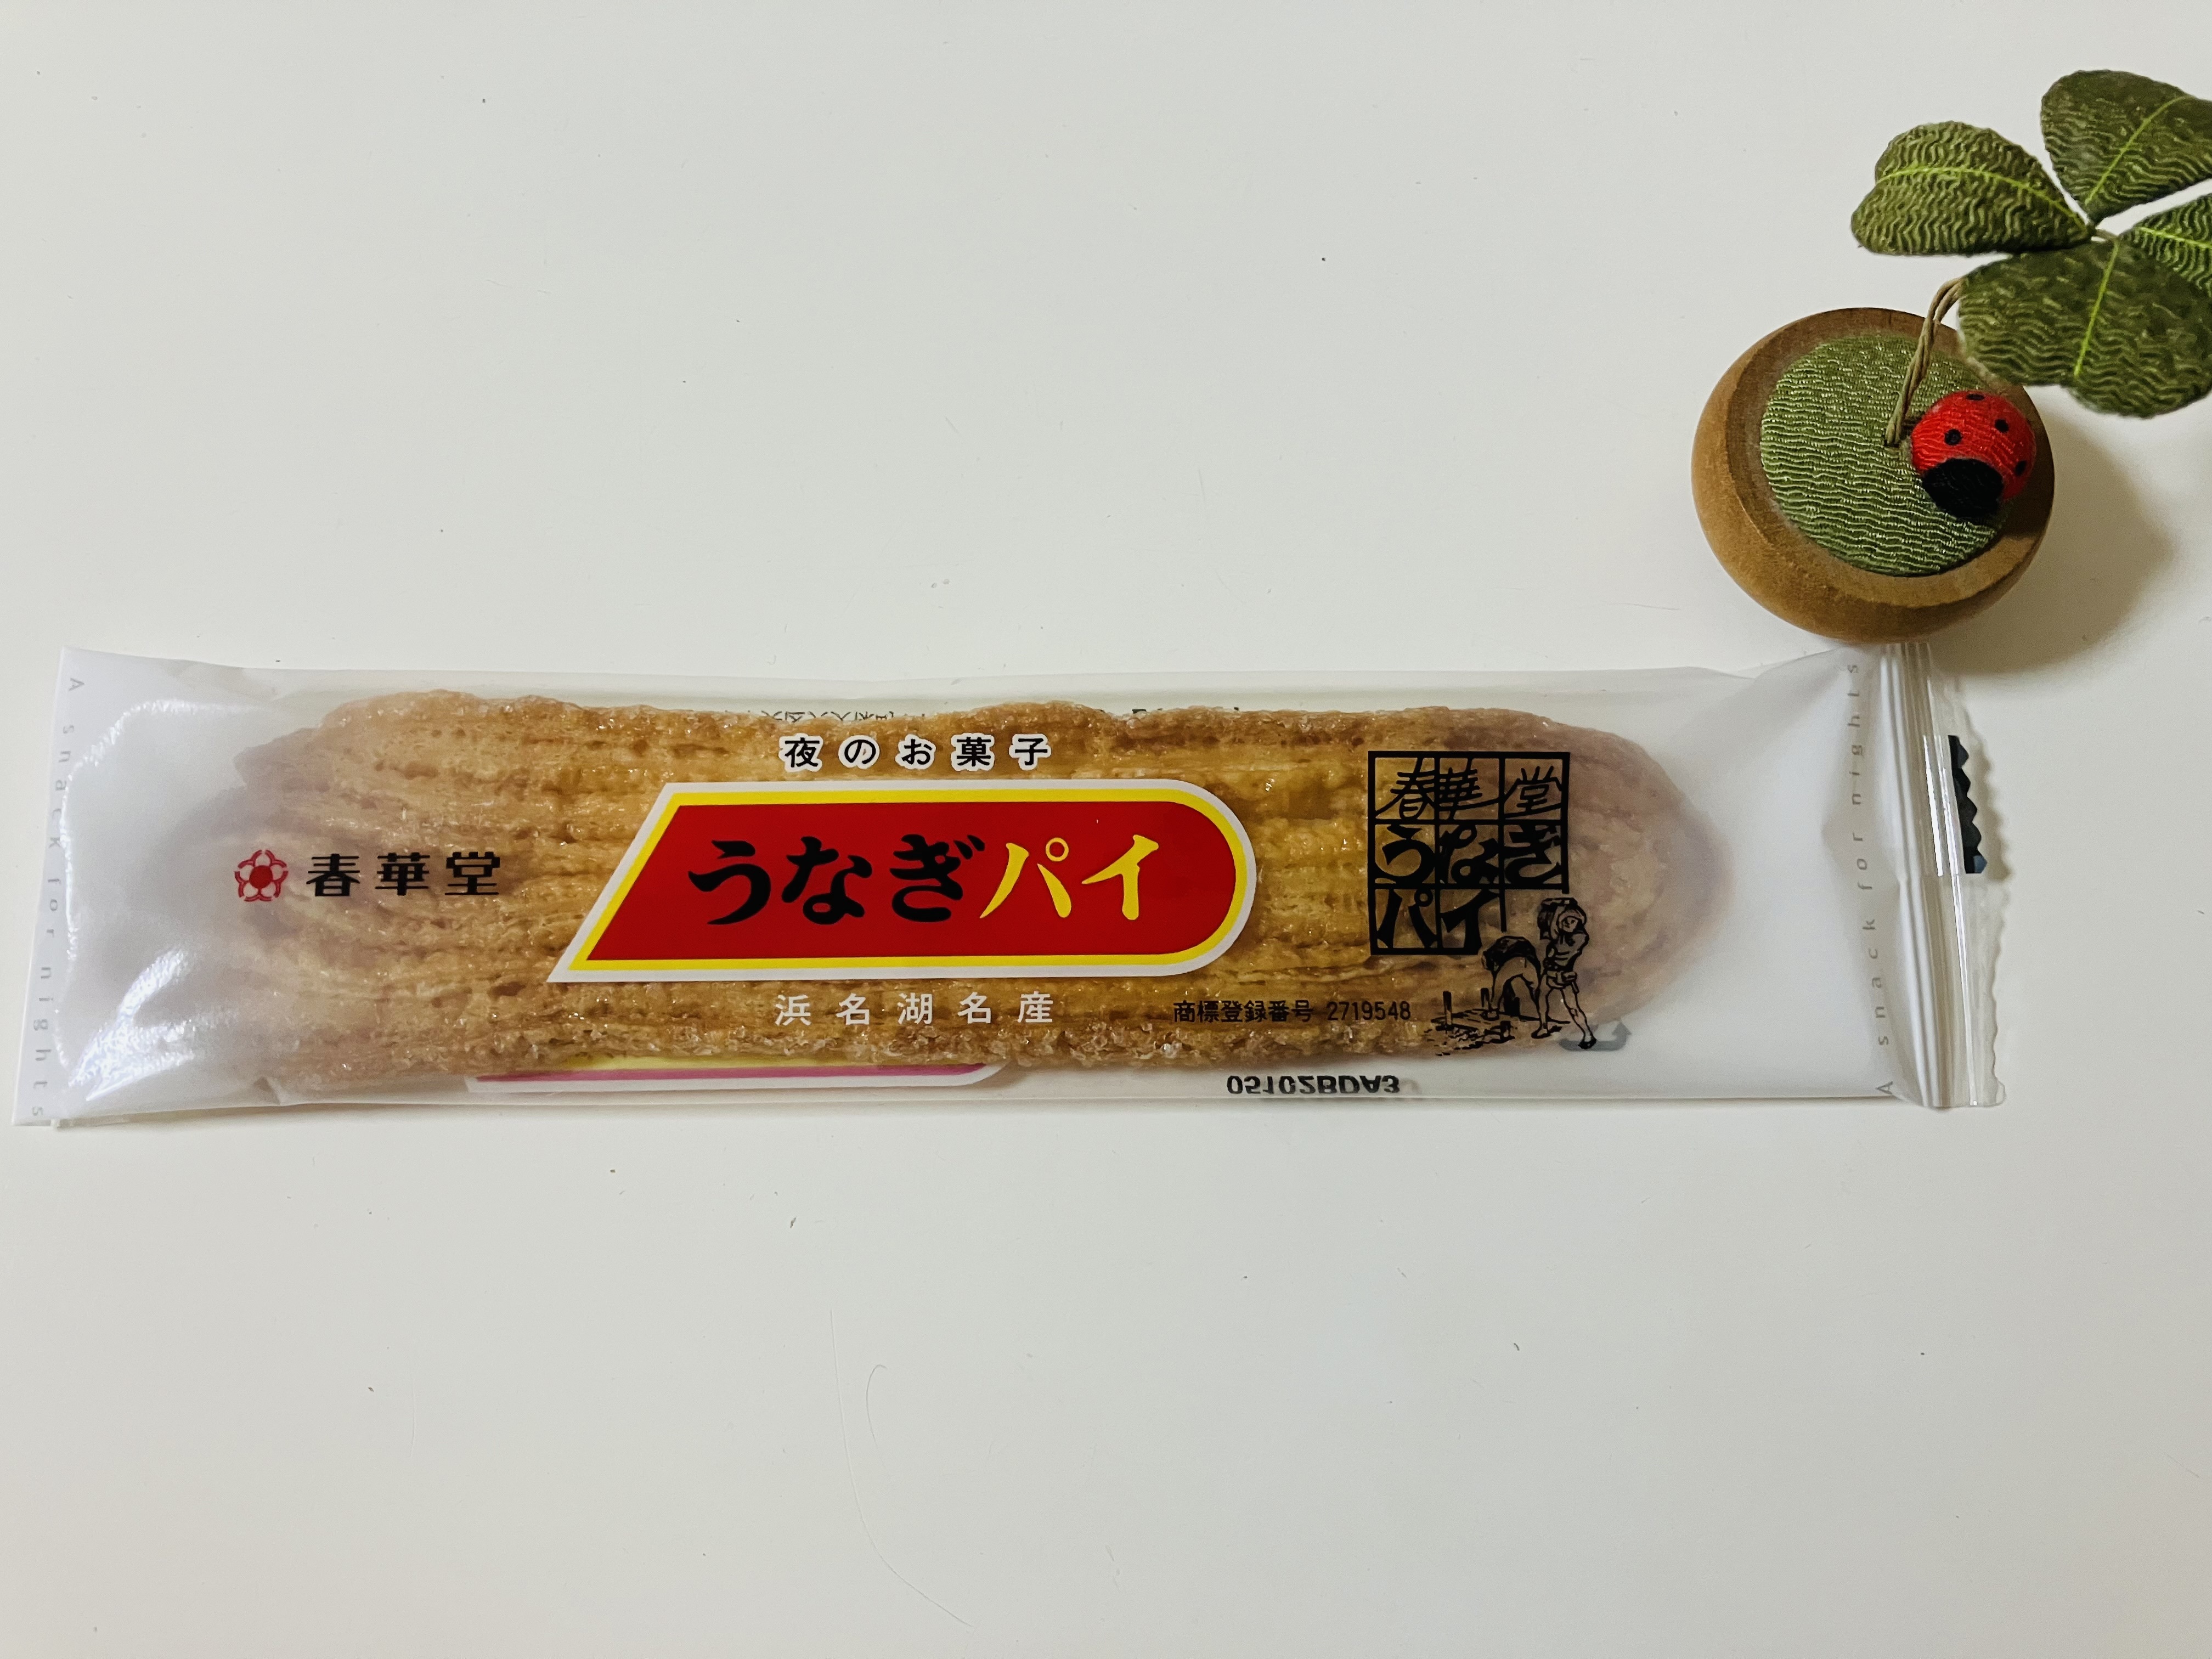 夜のお菓子
うなぎパイ
浜名湖名産
春華堂
春華堂
うなぎ
パイ
商標登録番号 2719548
05102BDA3
A snack for nights
A snack for nights